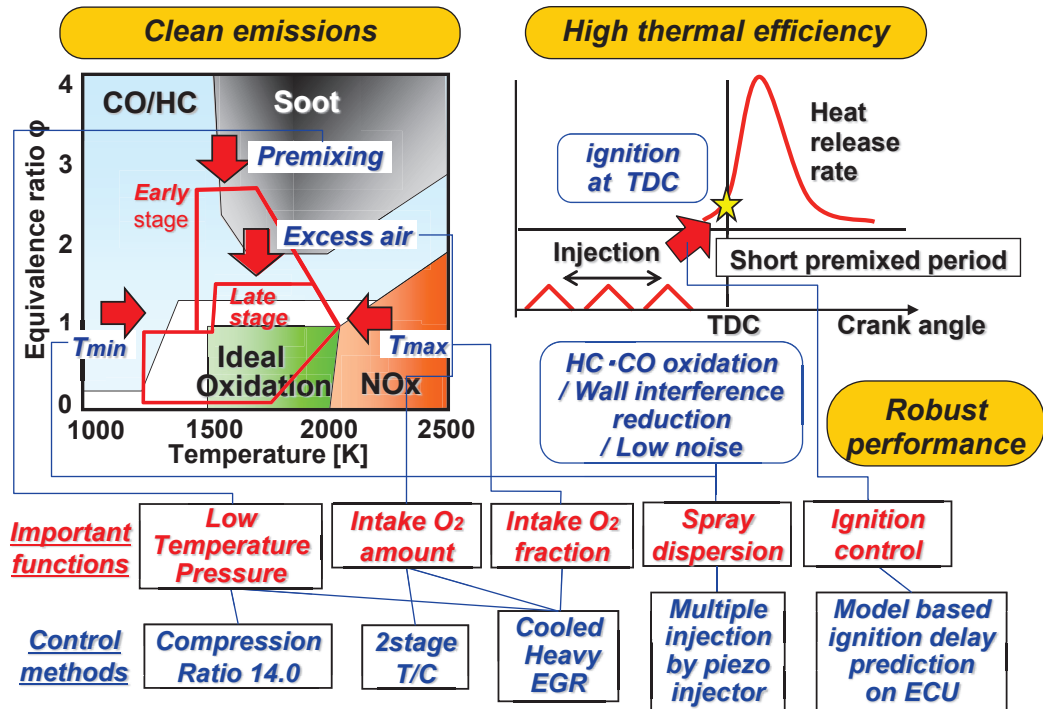 Clean emissions
High thermal efficiency
4
3
2
1
0
Equivalence ratio φ
CO/HC
Soot
Premixing
Early
stage
Excess air
Late
stage
Tmin
Tmax
Ideal
Oxidation
NOx
1000
1500
2000
2500
Temperature [K]
ignition
at TDC
Heat
release
rate
Injection
Short premixed period
TDC
Crank angle
HC・CO oxidation
/ Wall interference
reduction
/ Low noise
Robust
performance
Important
functions
Low
Temperature
Pressure
Intake O2
amount
Intake O2
fraction
Spray
dispersion
Ignition
control
Control
methods
Compression
Ratio 14.0
2stage
T/C
Cooled
Heavy
EGR
Multiple
injection
by piezo
injector
Model based
ignition delay
prediction
on ECU